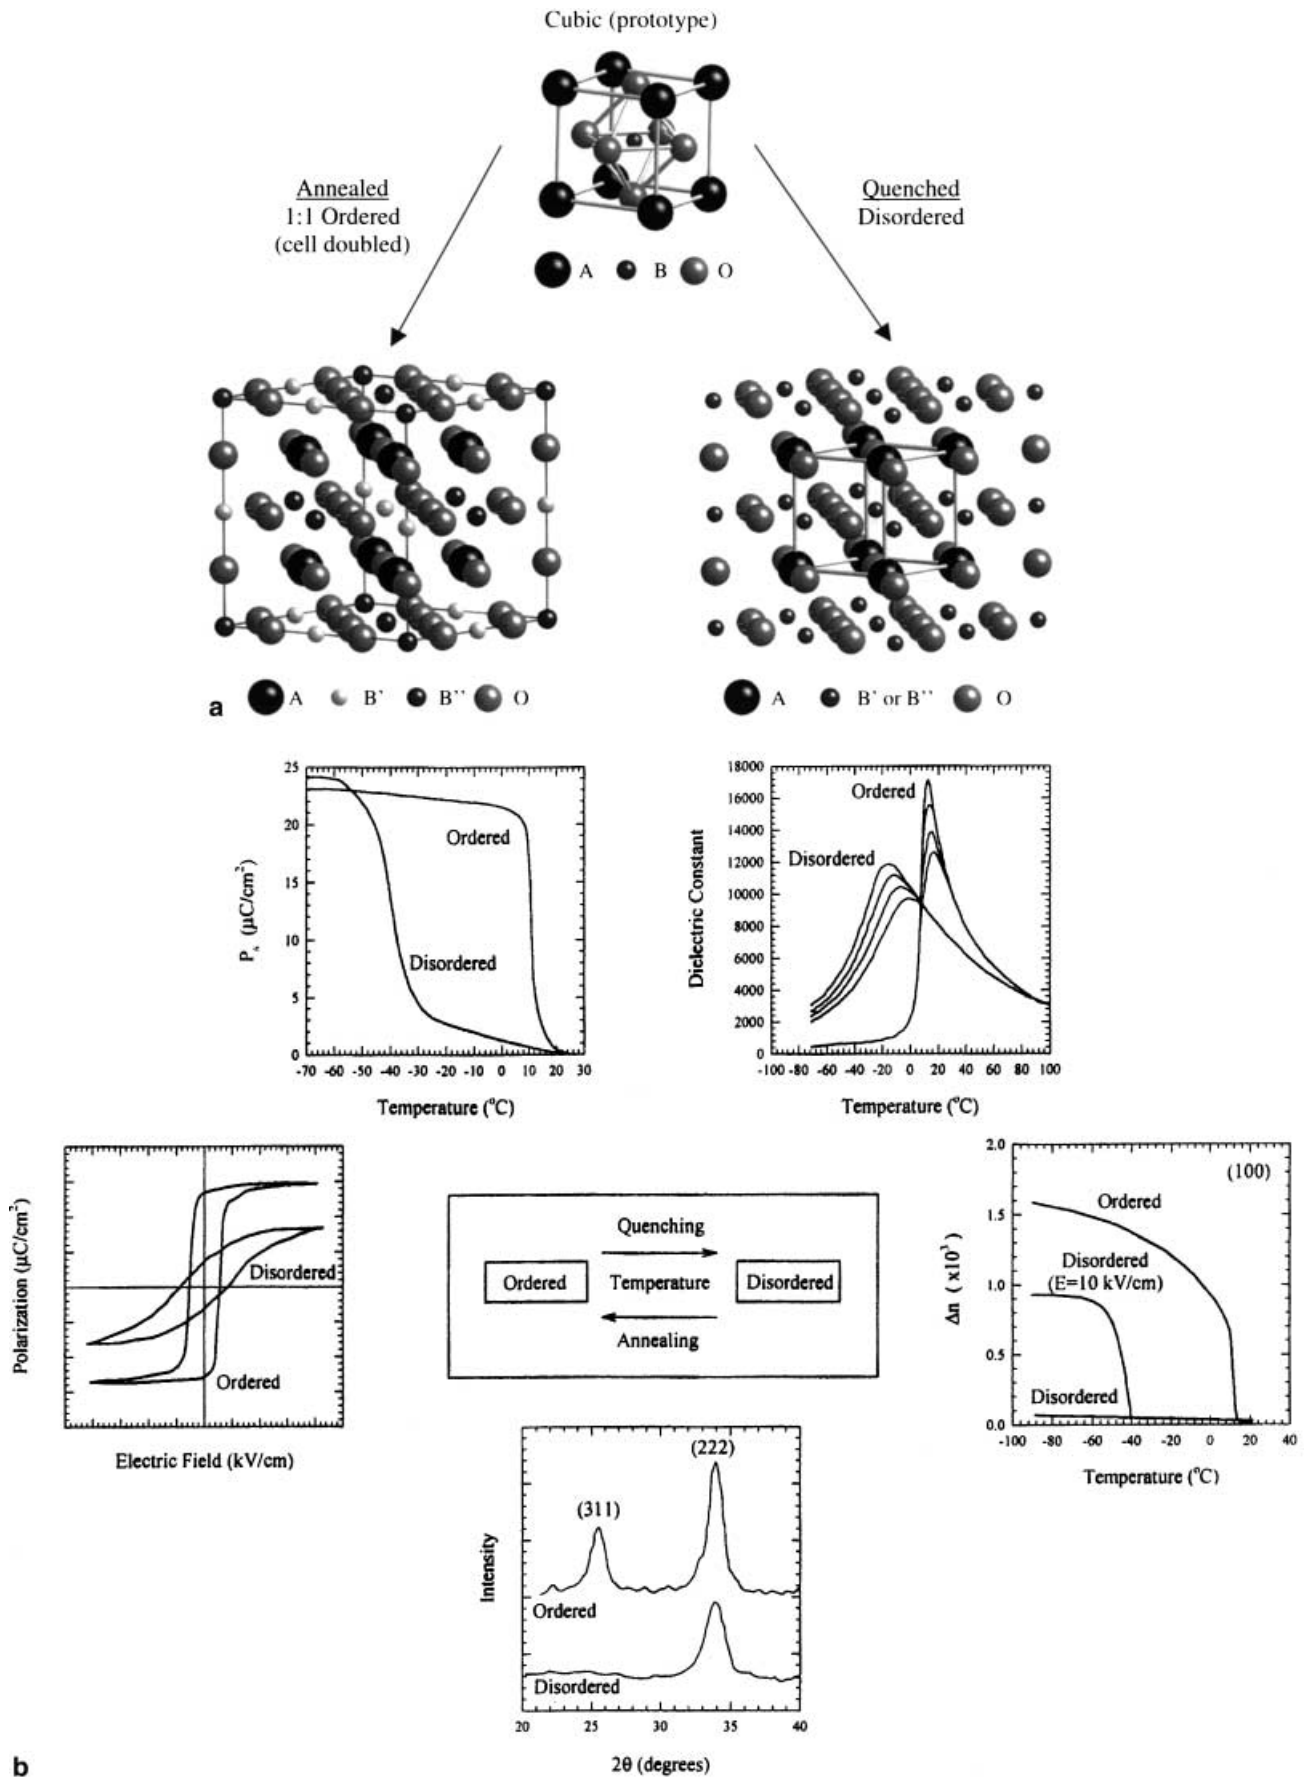 Cubic (prototype)
Annealed
1:1 Ordered
(cell doubled)
Quenched
Disordered
A B O
A B` B`` O
A B` or B`` O
a
25
20
15
10
5
0
-70 -60 -50 -40 -30 -20 -10 0 10 20 30
Ordered
Disordered
Temperature (°C)
18000
16000
14000
12000
10000
8000
6000
4000
2000
0
-100 -80 -60 -40 -20 0 20 40 60 80 100
Ordered
Disordered
Dielectric Constant
Temperature (°C)
Polarization (μC/cm²)
Disordered
Ordered
Electric Field (kV/cm)
Quenching
Ordered Temperature Disordered
Annealing
2.0
1.5
1.0
0.5
0.0
-100 -80 -60 -40 -20 0 20 40
(100)
Ordered
Disordered
(E=10 kV/cm)
Disordered
Δn (x10³)
Temperature (°C)
(222)
(311)
Intensity
Ordered
Disordered
20 25 30 35 40
2θ (degrees)
b